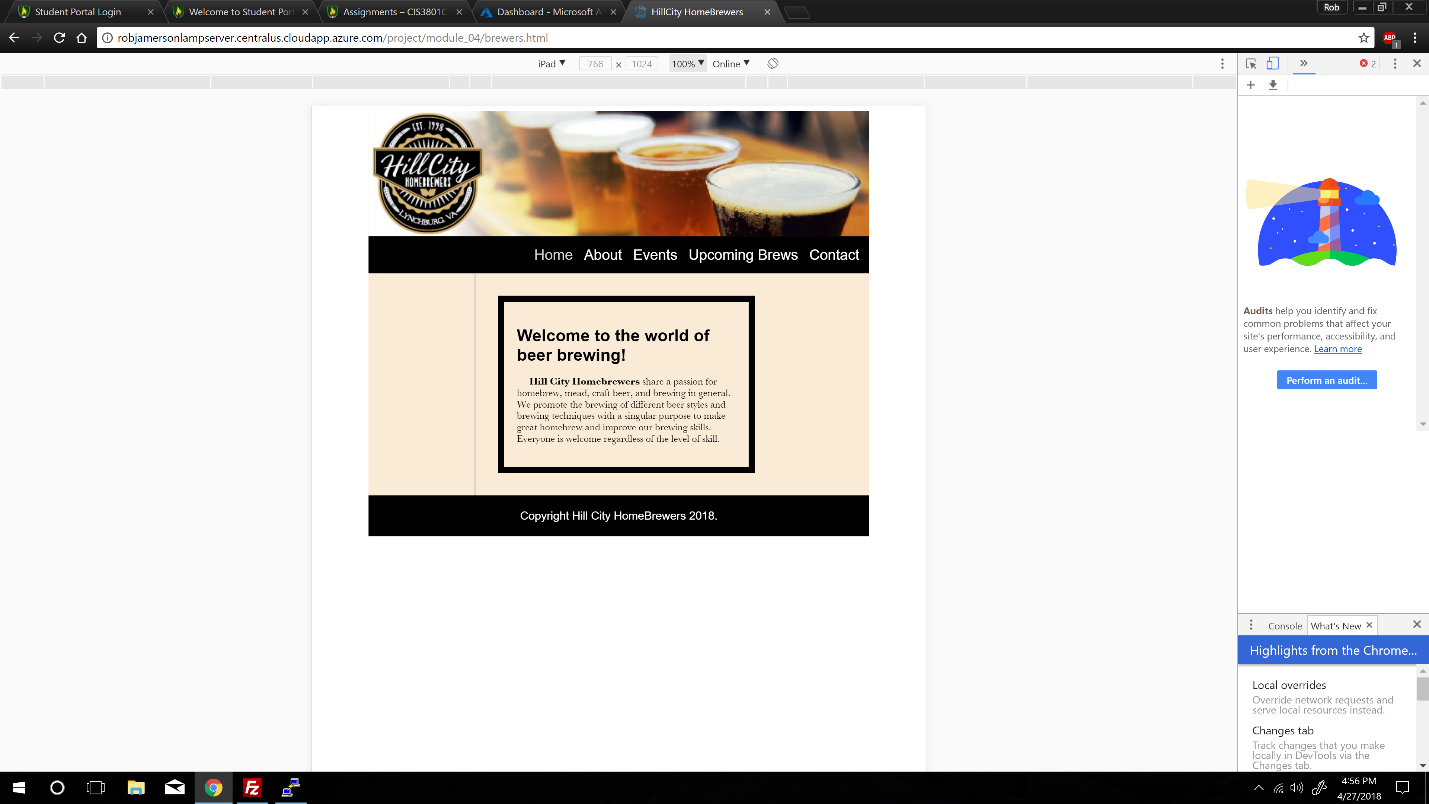 Student Portal Login
Welcome to Student Port
Assignments – CIS3801C
Dashboard - Microsoft A
HillCity HomeBrewers
Rob
robjamersonlampserver.centralus.cloudapp.azure.com/project/module_04/brewers.html
ABP
1
iPad ▼ 768 x 1024 100% ▼ Online ▼
2
EST. 1998
Hill City
HOMEBREWERS
LYNCHBURG, VA
Home About Events Upcoming Brews Contact
Welcome to the world of
beer brewing!
Hill City Homebrewers share a passion for
homebrew, mead, craft beer, and brewing in general.
We promote the brewing of different beer styles and
brewing techniques with a singular purpose to make
great homebrew and improve our brewing skills.
Everyone is welcome regardless of the level of skill.
Copyright Hill City HomeBrewers 2018.
Audits help you identify and fix
common problems that affect your
site's performance, accessibility, and
user experience. Learn more
Perform an audit...
Console What's New
Highlights from the Chrome...
Local overrides
Override network requests and
serve local resources instead.
Changes tab
Track changes that you make
locally in DevTools via the
Changes tab.
Fz
4:56 PM
4/27/2018